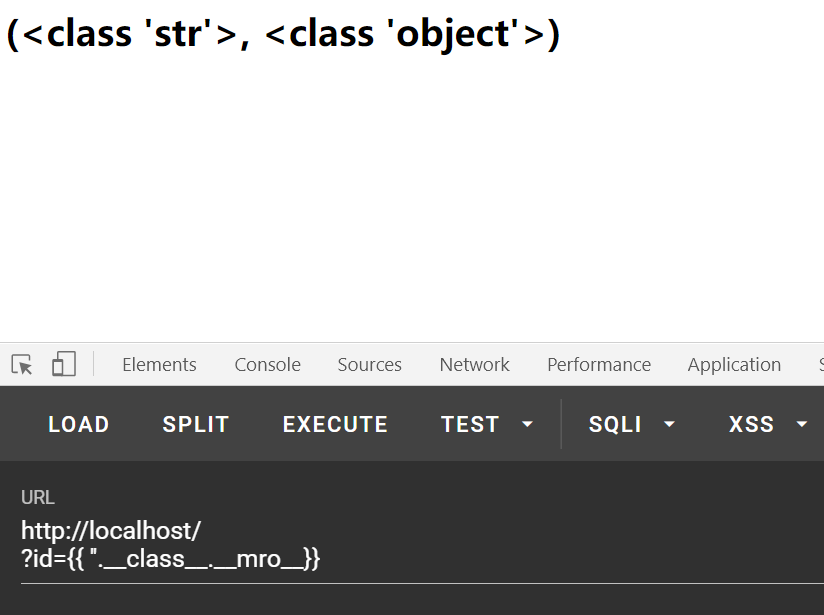 (<class 'str'>, <class 'object'>)
Elements Console Sources Network Performance Application
LOAD SPLIT EXECUTE TEST SQLI XSS
URL
http://localhost/
?id={{ ''.__class__.__mro__}}